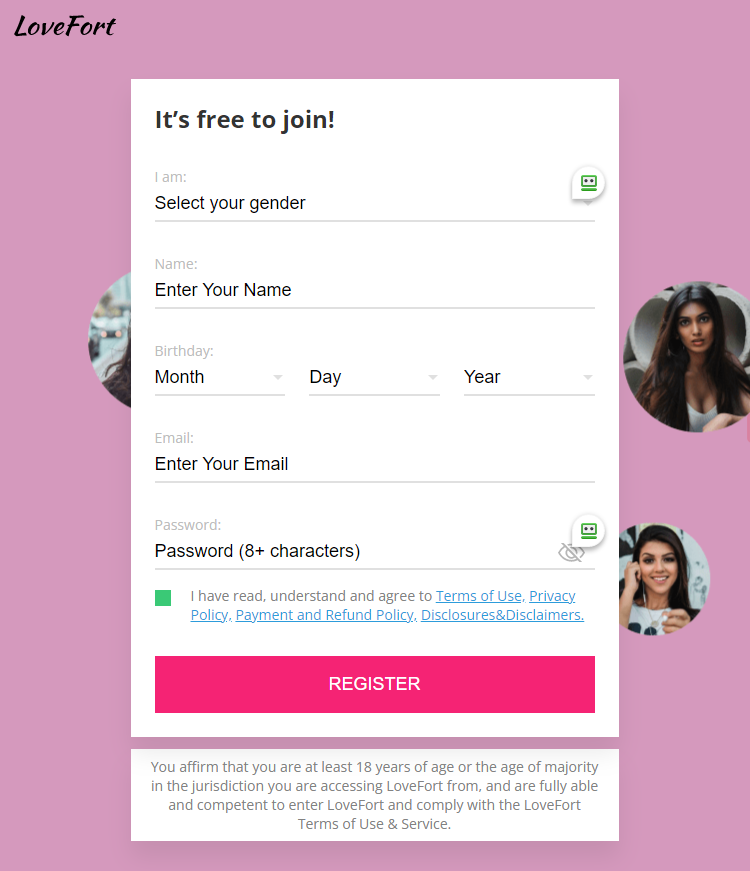 LoveFort
It’s free to join!
I am:
Select your gender
Name:
Enter Your Name
Birthday:
Month Day Year
Email:
Enter Your Email
Password:
Password (8+ characters)
I have read, understand and agree to Terms of Use, Privacy
Policy, Payment and Refund Policy, Disclosures&Disclaimers.
REGISTER
You affirm that you are at least 18 years of age or the age of majority
in the jurisdiction you are accessing LoveFort from, and are fully able
and competent to enter LoveFort and comply with the LoveFort
Terms of Use & Service.